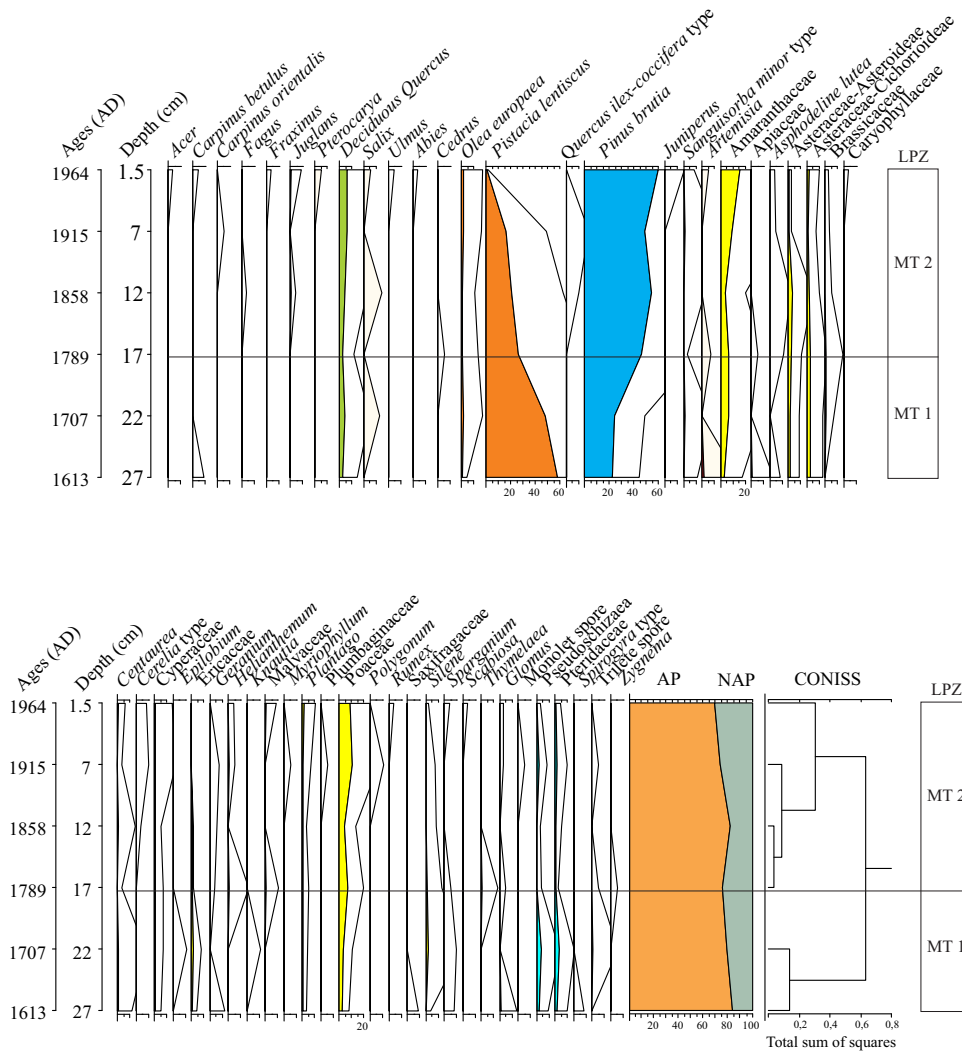 Ages (AD)
Depth (cm)
Acer
Carpinus betulus
Carpinus orientalis
Fagus
Fraxinus
Juglans
Pterocarya
Deciduous Quercus
Salix
Ulumus
Abies
Cedrus
Olea europaea
Pistacia lentiscus
Quercus ilex-coccifera type
Pinus brutia
Juniperus
Sanguisorba minor type
Artemisia
Amaranthaceae
Apiaceae
Asphodeline lutea
Asteraceae-Asteroideae
Asteraceae-Cichorioideae
Brassicaceae
Caryophyllaceae
LPZ
1964 1.5
1915 7
1858 12
1789 17
1707 22
1613 27
MT 2
MT 1
20 40 60 20 40 60 20
Ages (AD)
Depth (cm)
Centaurea
Cerelia type
Cyperaceae
Epilobium
Ericaceae
Geranium
Helianthemum
Knautia
Malvaceae
Myriophyllum
Plantago
Plumbaginaceae
Poaceae
Polygonum
Rumex
Saxifragaceae
Silene
Sparganium
Scabiosa
Thymelaea
Glomus
Monolet spore
Pseudoschizaea
Pteridaceae
Spirogyra type
Trilete spore
Zygnema
AP NAP CONISS
LPZ
1964 1.5
1915 7
1858 12
1789 17
1707 22
1613 27
MT 2
MT 1
20
20 40 60 80 100
0,2 0,4 0,6 0,8
Total sum of squares